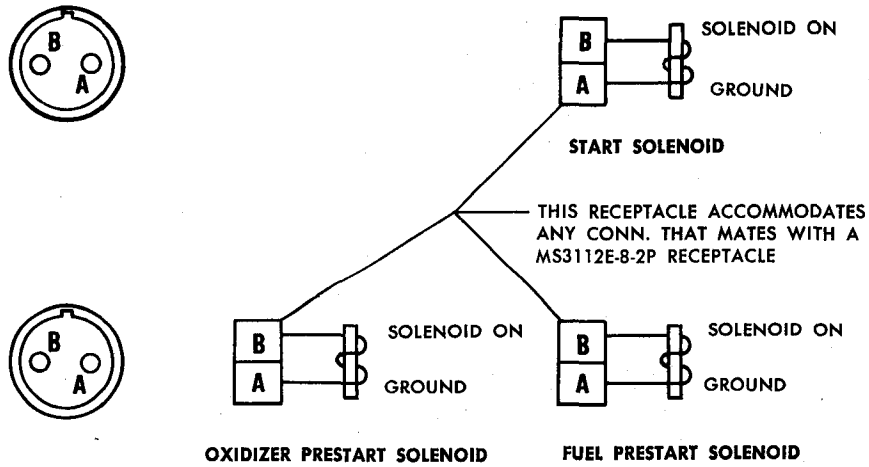 B
A
B
A
SOLENOID ON
GROUND
START SOLENOID
THIS RECEPTACLE ACCOMMODATES
ANY CONN. THAT MATES WITH A
MS3112E-8-2P RECEPTACLE
B
A
B
A
SOLENOID ON
GROUND
OXIDIZER PRESTART SOLENOID
B
A
SOLENOID ON
GROUND
FUEL PRESTART SOLENOID